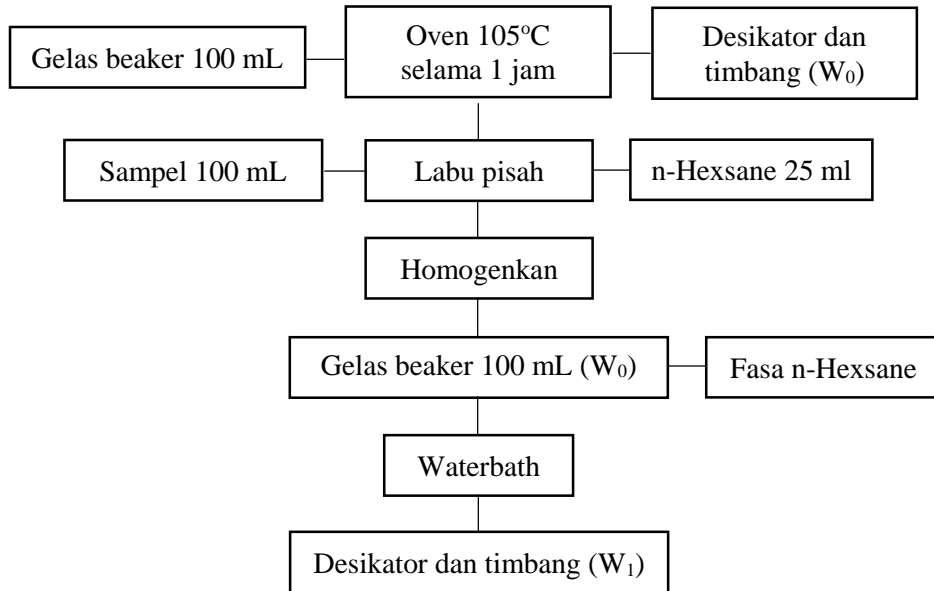 Gelas beaker 100 mL
Oven 105°C
selama 1 jam
Desikator dan
timbang (W₀)
Sampel 100 mL
Labu pisah
n-Hexsane 25 ml
Homogenkan
Gelas beaker 100 mL (W₀)
Fasa n-Hexsane
Waterbath
Desikator dan timbang (W₁)